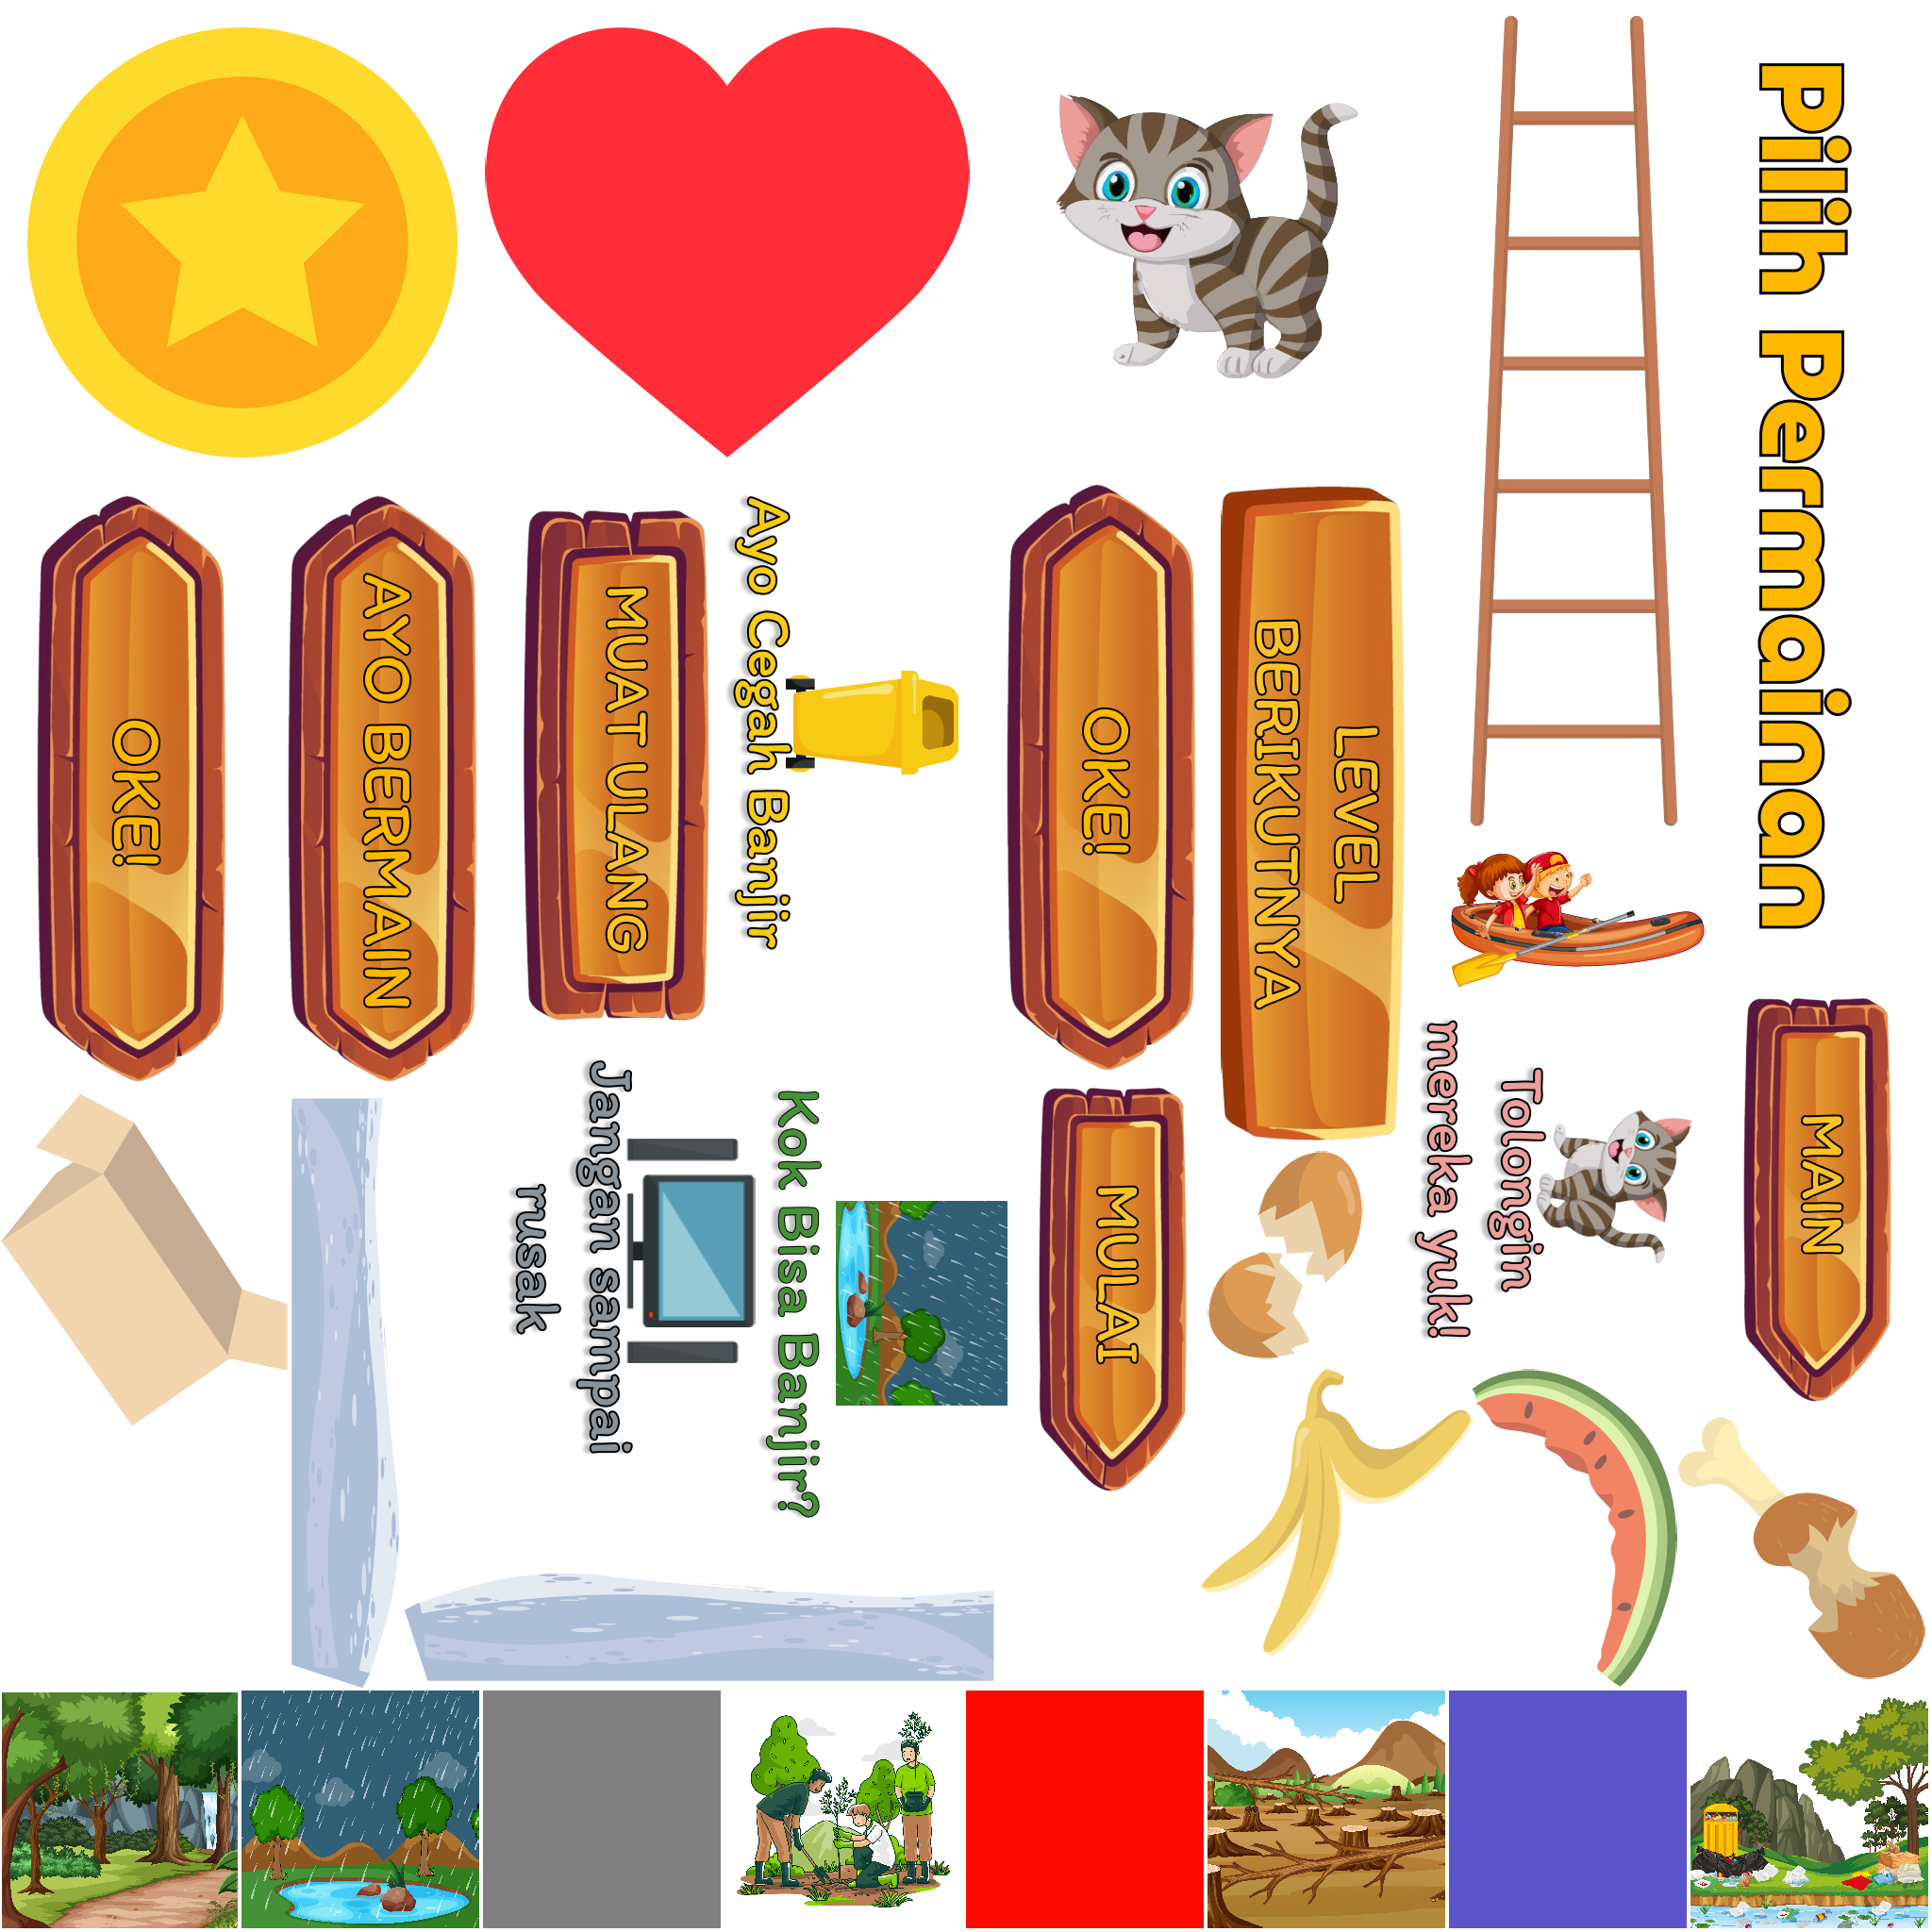 Pilih Permainan
OKE!
AYO BERMAIN
MUAT ULANG
Ayo Cegah Banjir
OKE!
LEVEL
BERIKUTNYA
Jangan sampai
rusak
Kok Bisa Banjir?
MULAI
Tolongin
mereka yuk!
MAIN